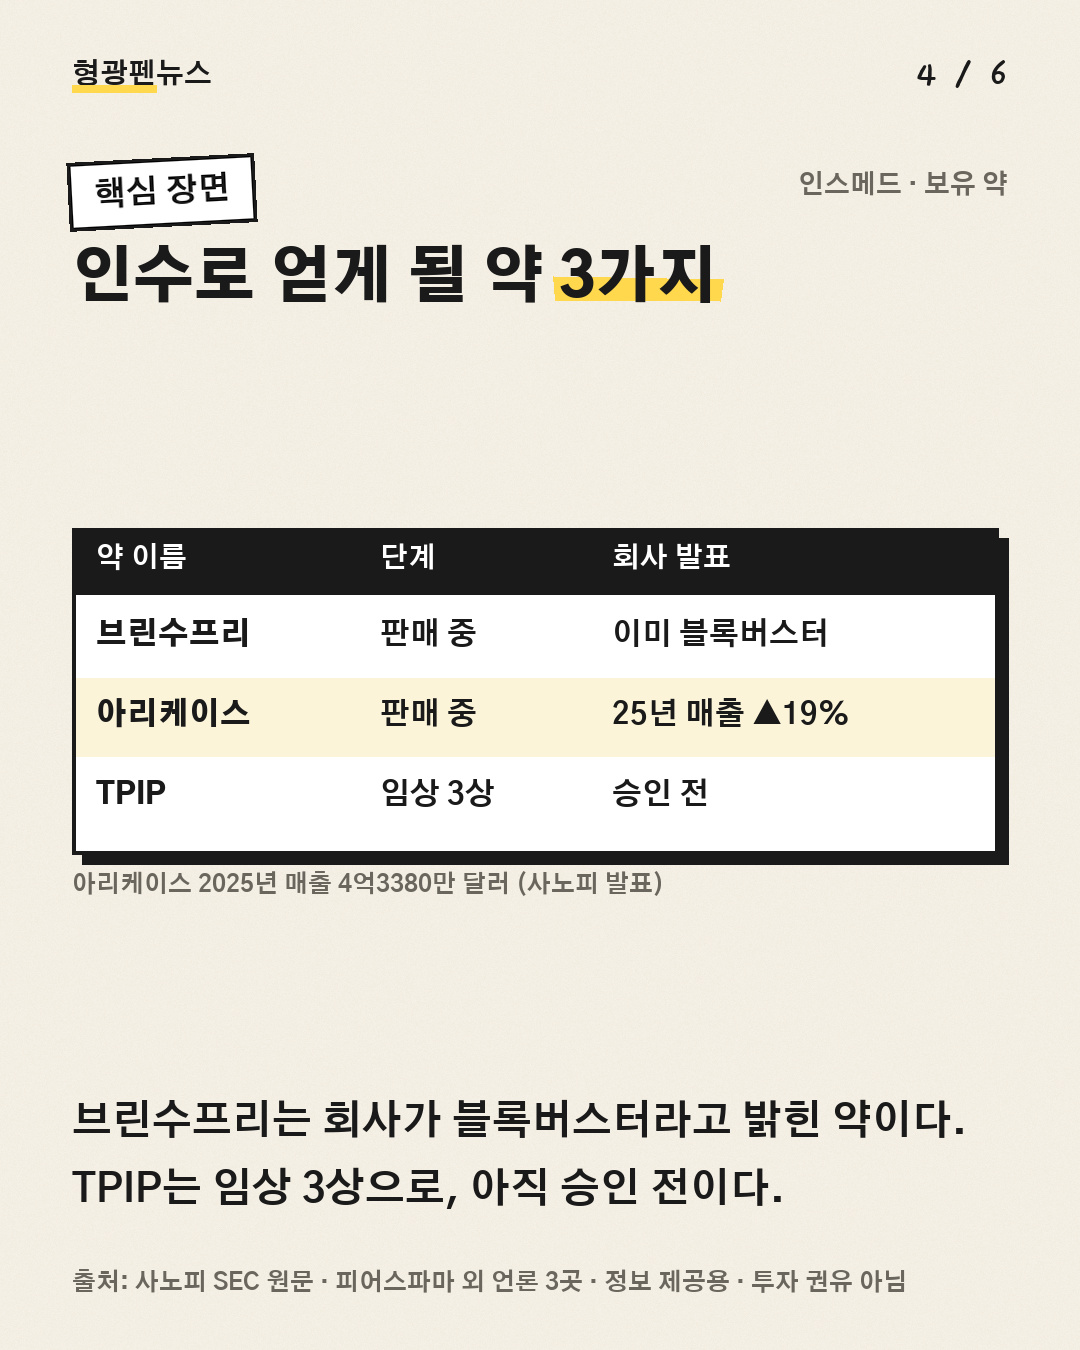 형광펜뉴스
4 / 6
핵심 장면
인스메드 · 보유 약
인수로 얻게 될 약 3가지
약 이름 단계 회사 발표
브린수프리 판매 중 이미 블록버스터
아리케이스 판매 중 25년 매출 ▲19%
TPIP 임상 3상 승인 전
아리케이스 2025년 매출 4억3380만 달러 (사노피 발표)
브린수프리는 회사가 블록버스터라고 밝힌 약이다.
TPIP는 임상 3상으로, 아직 승인 전이다.
출처: 사노피 SEC 원문 · 피어스파마 외 언론 3곳 · 정보 제공용 · 투자 권유 아님